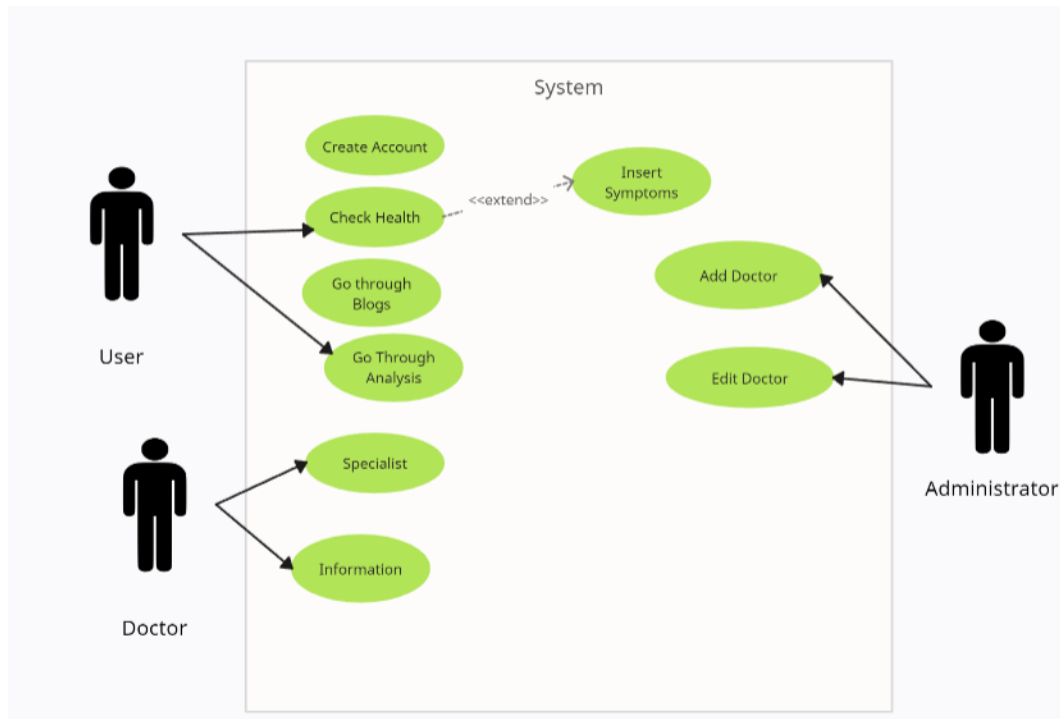 System
Create Account
Insert
Symptoms
<<extend>>
Check Health
Add Doctor
Go through
Blogs
User
Go Through
Analysis
Edit Doctor
Specialist
Administrator
Information
Doctor